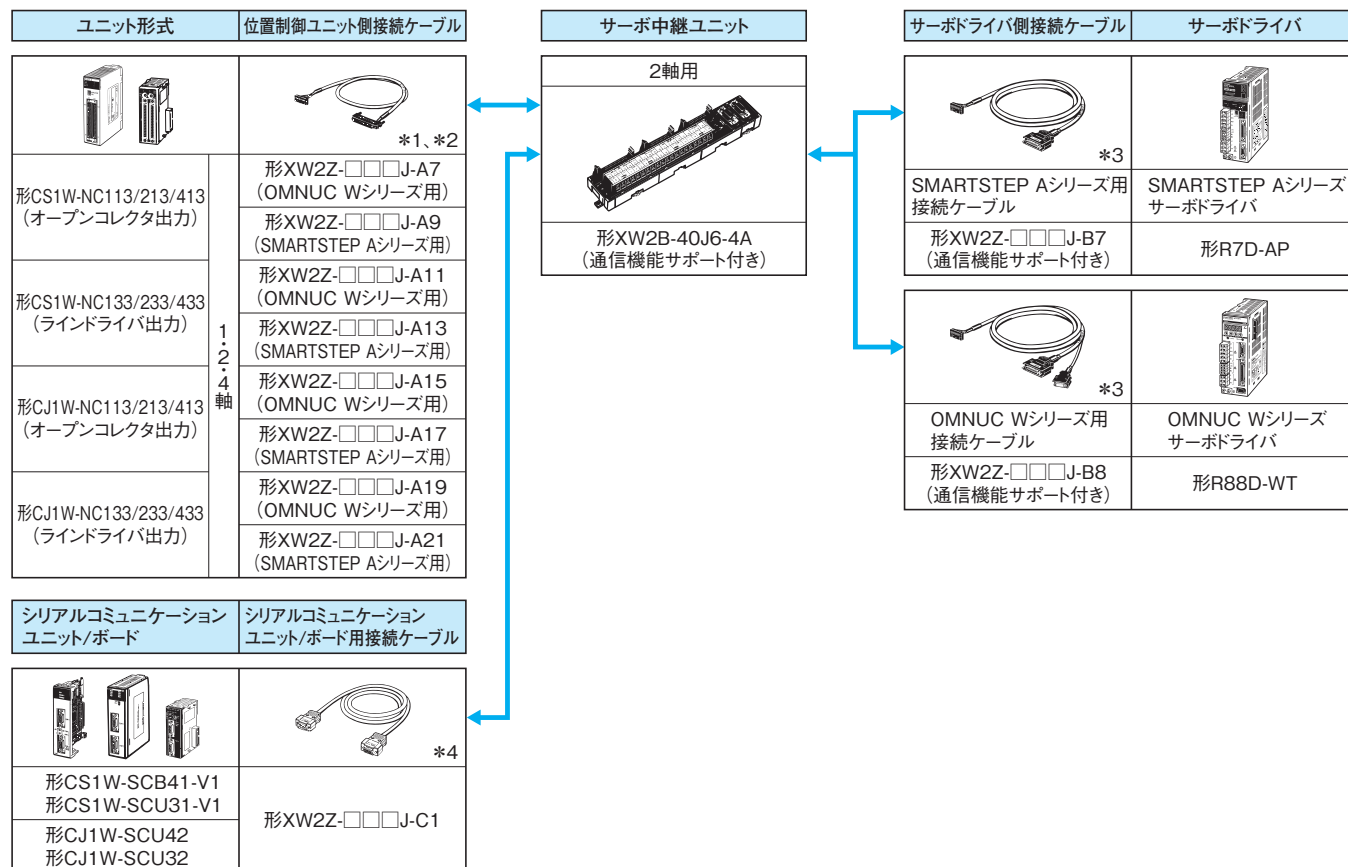 ユニット形式
位置制御ユニット側接続ケーブル
*1、*2
形CS1W-NC113/213/413
(オープンコレクタ出力)
形CS1W-NC133/233/433
(ラインドライバ出力)
形CJ1W-NC113/213/413
(オープンコレクタ出力)
形CJ1W-NC133/233/433
(ラインドライバ出力)
1・2・4軸
形XW2Z-□□□J-A7
(OMNUC Wシリーズ用)
形XW2Z-□□□J-A9
(SMARTSTEP Aシリーズ用)
形XW2Z-□□□J-A11
(OMNUC Wシリーズ用)
形XW2Z-□□□J-A13
(SMARTSTEP Aシリーズ用)
形XW2Z-□□□J-A15
(OMNUC Wシリーズ用)
形XW2Z-□□□J-A17
(SMARTSTEP Aシリーズ用)
形XW2Z-□□□J-A19
(OMNUC Wシリーズ用)
形XW2Z-□□□J-A21
(SMARTSTEP Aシリーズ用)
シリアルコミュニケーション
ユニット/ボード
シリアルコミュニケーション
ユニット/ボード用接続ケーブル
*4
形CS1W-SCB41-V1
形CS1W-SCU31-V1
形CJ1W-SCU42
形CJ1W-SCU32
形XW2Z-□□□J-C1
サーボ中継ユニット
2軸用
形XW2B-40J6-4A
(通信機能サポート付き)
サーボドライバ側接続ケーブル
サーボドライバ
*3
SMARTSTEP Aシリーズ用
接続ケーブル
SMARTSTEP Aシリーズ
サーボドライバ
形XW2Z-□□□J-B7
(通信機能サポート付き)
形R7D-AP
*3
OMNUC Wシリーズ用
接続ケーブル
OMNUC Wシリーズ
サーボドライバ
形XW2Z-□□□J-B8
(通信機能サポート付き)
形R88D-WT